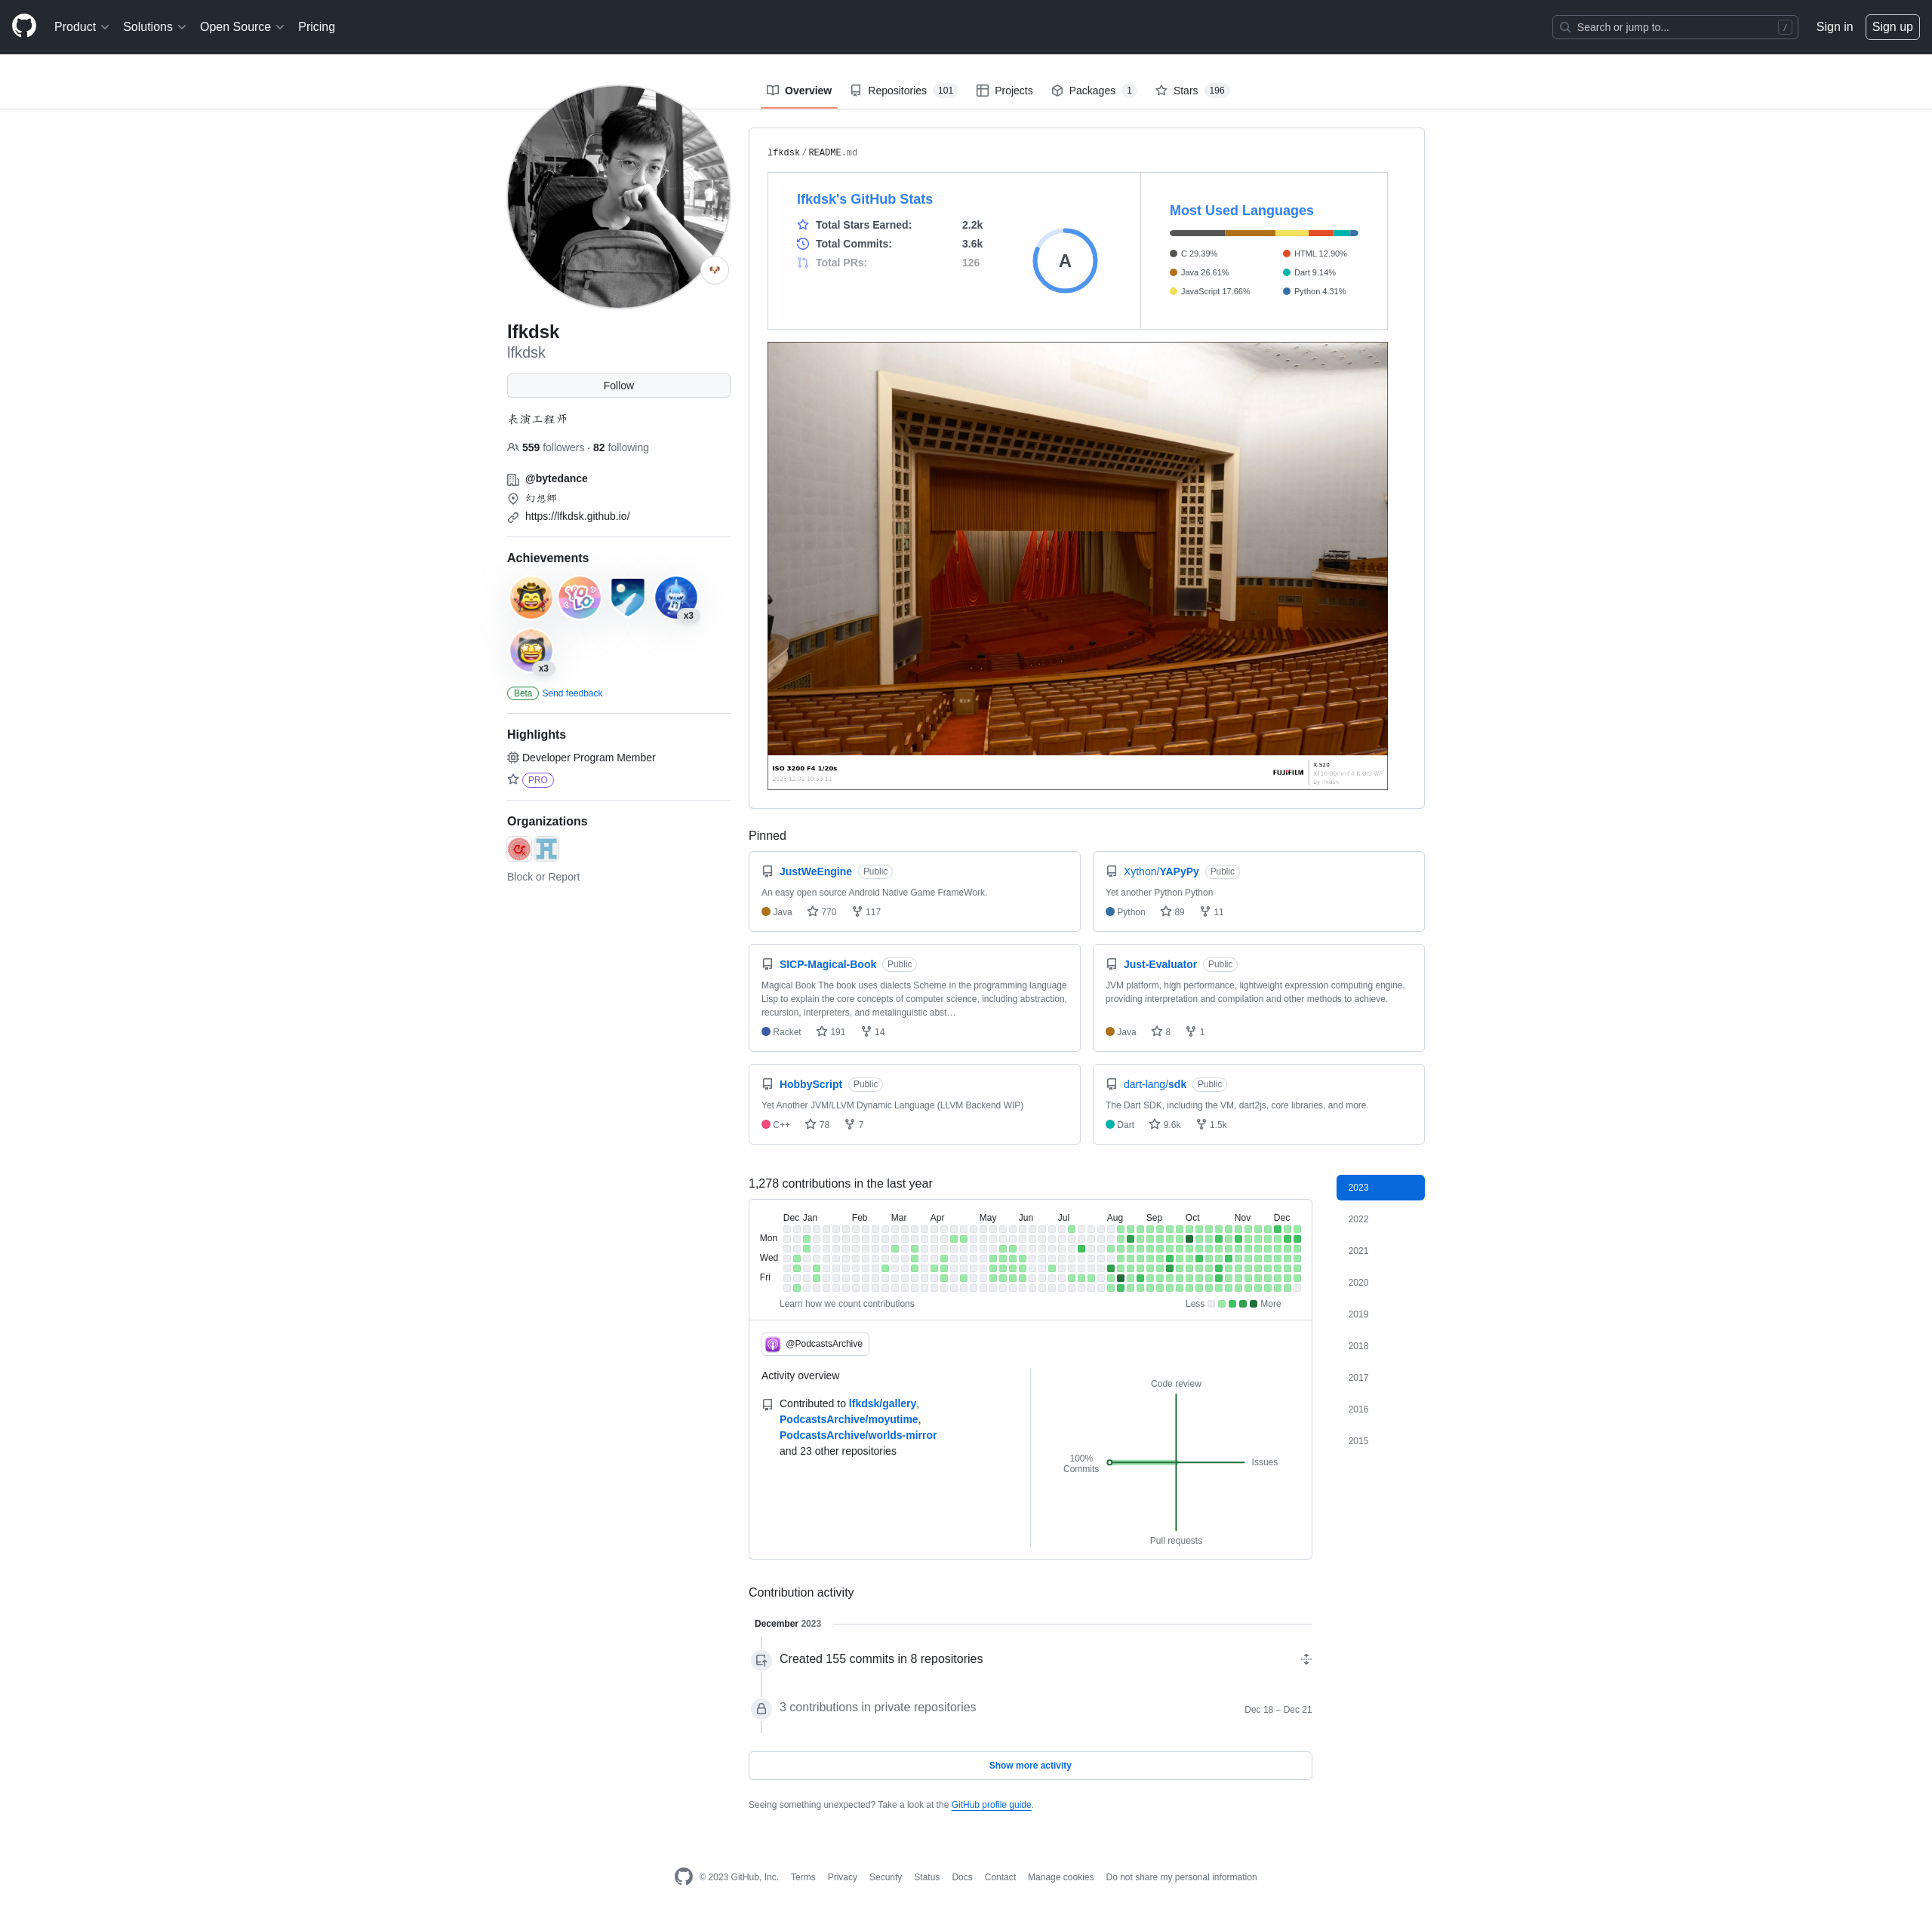 Product
Solutions
Open Source
Pricing
Search or jump to...
/
Sign in
Sign up
Overview
Repositories 101
Projects
Packages 1
Stars 196
lfkdsk
lfkdsk
Follow
表演工程师
559 followers · 82 following
@bytedance
幻想鄉
https://lfkdsk.github.io/
Achievements
YOLO
x3
x3
Beta Send feedback
Highlights
Developer Program Member
PRO
Organizations
Block or Report
lfkdsk / README.md
lfkdsk's GitHub Stats
Total Stars Earned: 2.2k
Total Commits: 3.6k
Total PRs: 126
A
Most Used Languages
C 29.39%
HTML 12.90%
Java 26.61%
Dart 9.14%
JavaScript 17.66%
Python 4.31%
ISO 3200 F4 1/20s
FUJIFILM
X-S20
Pinned
JustWeEngine Public
An easy open source Android Native Game FrameWork.
Java 770 117
Xython/YAPyPy Public
Yet another Python Python
Python 89 11
SICP-Magical-Book Public
Magical Book The book uses dialects Scheme in the programming language
Lisp to explain the core concepts of computer science, including abstraction,
recursion, interpreters, and metalinguistic abst…
Racket 191 14
Just-Evaluator Public
JVM platform, high performance, lightweight expression computing engine,
providing interpretation and compilation and other methods to achieve.
Java 8 1
HobbyScript Public
Yet Another JVM/LLVM Dynamic Language (LLVM Backend WIP)
C++ 78 7
dart-lang/sdk Public
The Dart SDK, including the VM, dart2js, core libraries, and more.
Dart 9.6k 1.5k
1,278 contributions in the last year
Dec Jan Feb Mar Apr May Jun Jul Aug Sep Oct Nov Dec
Mon
Wed
Fri
Learn how we count contributions
Less More
@PodcastsArchive
Activity overview
Contributed to lfkdsk/gallery,
PodcastsArchive/moyutime,
PodcastsArchive/worlds-mirror
and 23 other repositories
Code review
100%
Commits
Issues
Pull requests
2023
2022
2021
2020
2019
2018
2017
2016
2015
Contribution activity
December 2023
Created 155 commits in 8 repositories
3 contributions in private repositories
Dec 18 – Dec 21
Show more activity
Seeing something unexpected? Take a look at the GitHub profile guide.
© 2023 GitHub, Inc.
Terms
Privacy
Security
Status
Docs
Contact
Manage cookies
Do not share my personal information